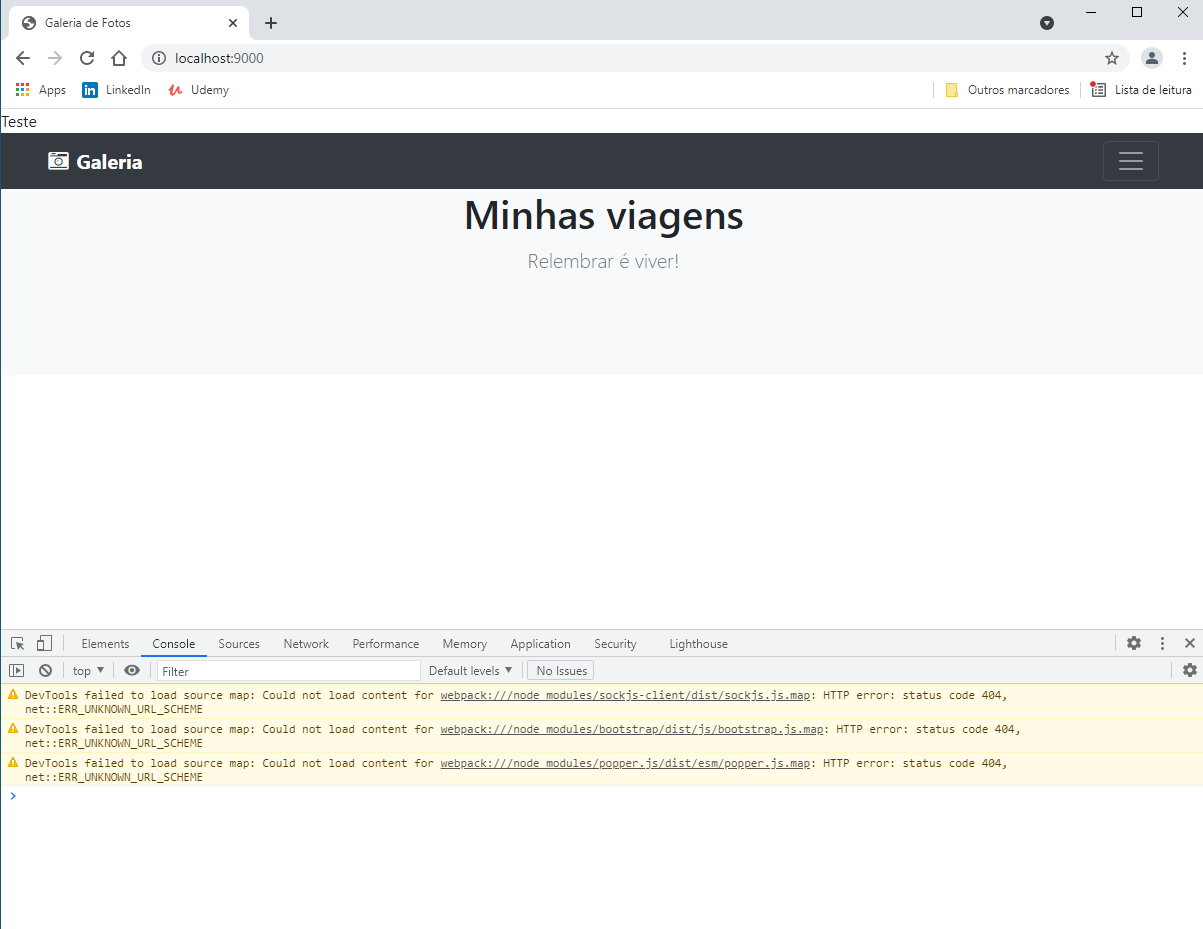 Galeria de Fotos
localhost:9000
Apps LinkedIn Udemy Outros marcadores Lista de leitura
Teste
Galeria
Minhas viagens
Relembrar é viver!
Elements Console Sources Network Performance Memory Application Security Lighthouse
top Filter Default levels No Issues
DevTools failed to load source map: Could not load content for webpack:///node_modules/sockjs-client/dist/sockjs.js.map: HTTP error: status code 404,
net::ERR_UNKNOWN_URL_SCHEME
DevTools failed to load source map: Could not load content for webpack:///node_modules/bootstrap/dist/js/bootstrap.js.map: HTTP error: status code 404,
net::ERR_UNKNOWN_URL_SCHEME
DevTools failed to load source map: Could not load content for webpack:///node_modules/popper.js/dist/esm/popper.js.map: HTTP error: status code 404,
net::ERR_UNKNOWN_URL_SCHEME